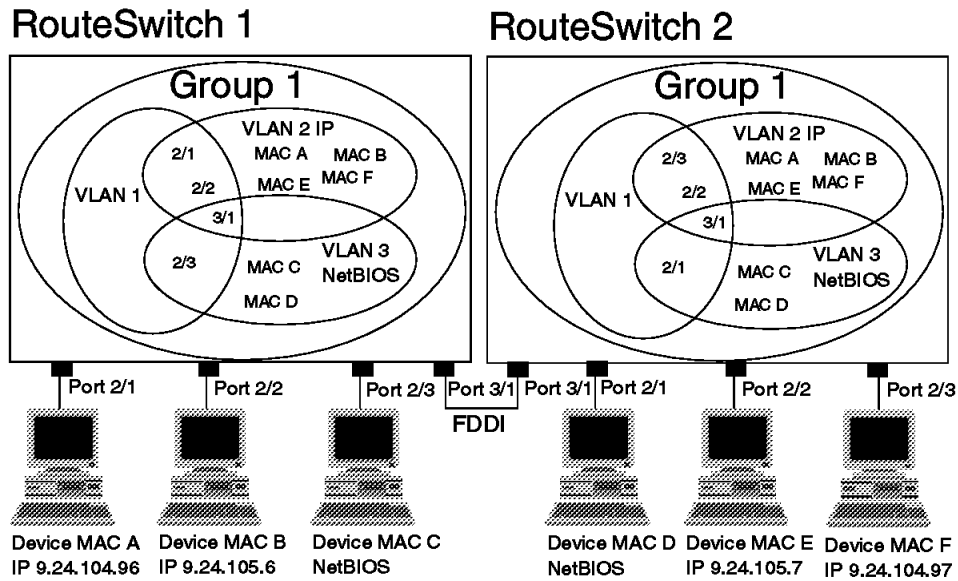 RouteSwitch 1
Group 1
VLAN 2 IP
2/1
MAC A
MAC B
2/2
MAC E
MAC F
VLAN 1
3/1
2/3
MAC C
VLAN 3
NetBIOS
MAC D
RouteSwitch 2
Group 1
VLAN 2 IP
2/3
MAC A
MAC B
2/2
MAC E
MAC F
VLAN 1
3/1
2/1
MAC C
VLAN 3
NetBIOS
MAC D
Port 2/1
Port 2/2
Port 2/3
Port 3/1
Port 3/1
Port 2/1
Port 2/2
Port 2/3
FDDI
Device MAC A
IP 9.24.104.96
Device MAC B
IP 9.24.105.6
Device MAC C
NetBIOS
Device MAC D
NetBIOS
Device MAC E
IP 9.24.105.7
Device MAC F
IP 9.24.104.97